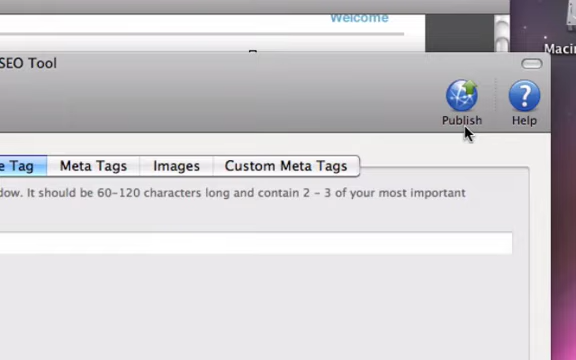 Welcome
Macin
SEO Tool
Publish
Help
e Tag
Meta Tags
Images
Custom Meta Tags
dow. It should be 60-120 characters long and contain 2 - 3 of your most important